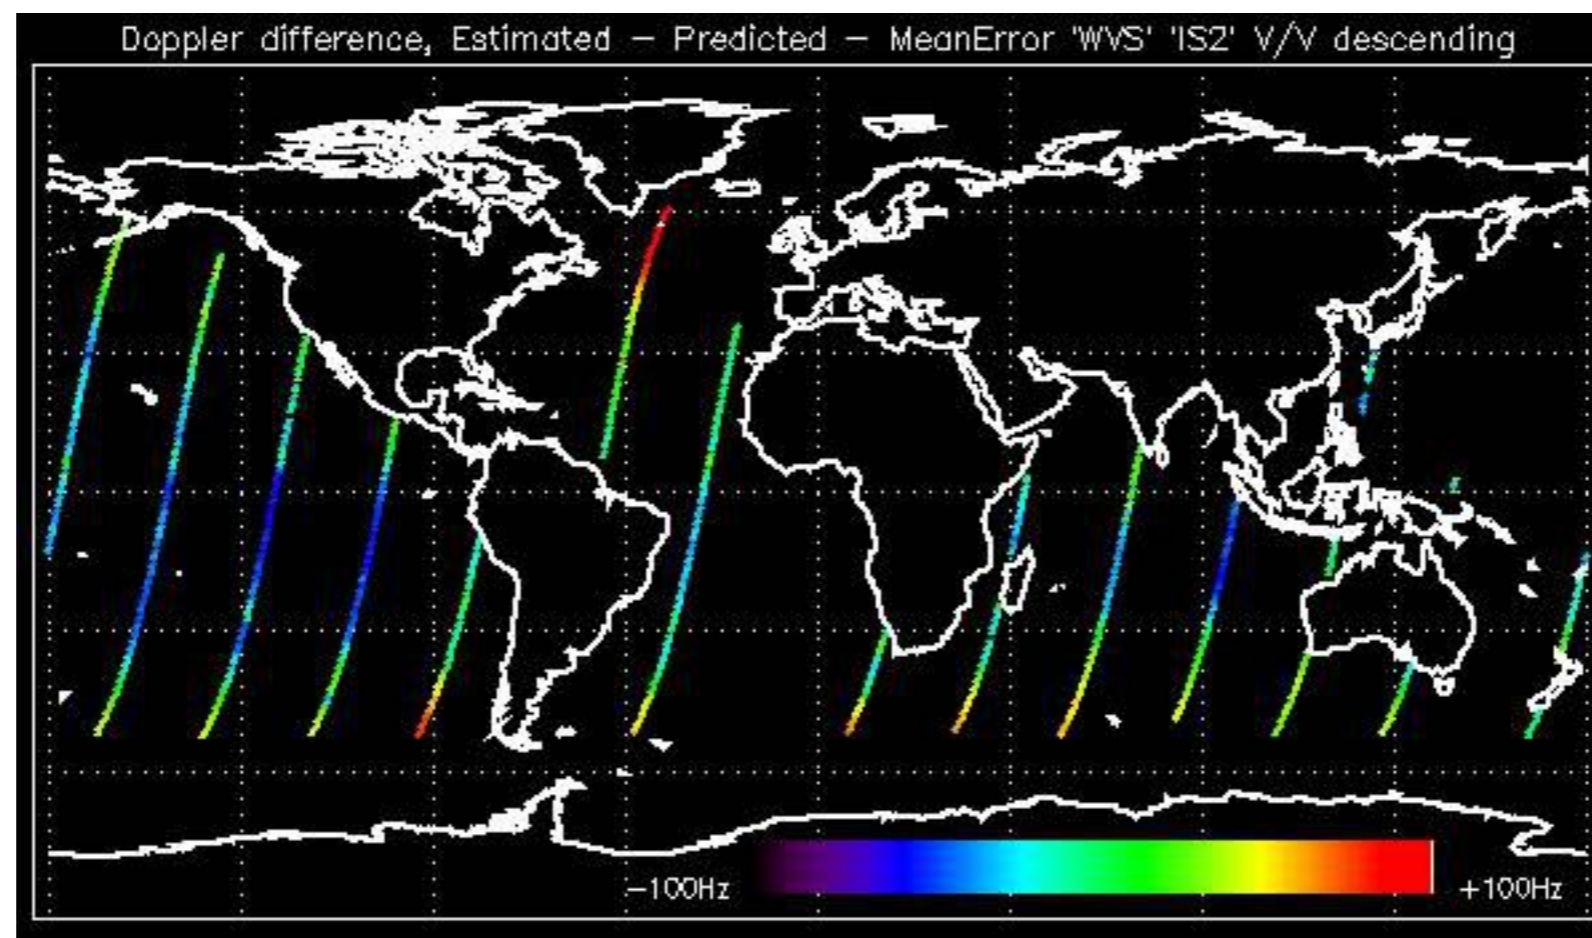 Doppler difference, Estimated – Predicted – MeanError 'WVS' 'IS2' V/V descending
−100Hz
+100Hz